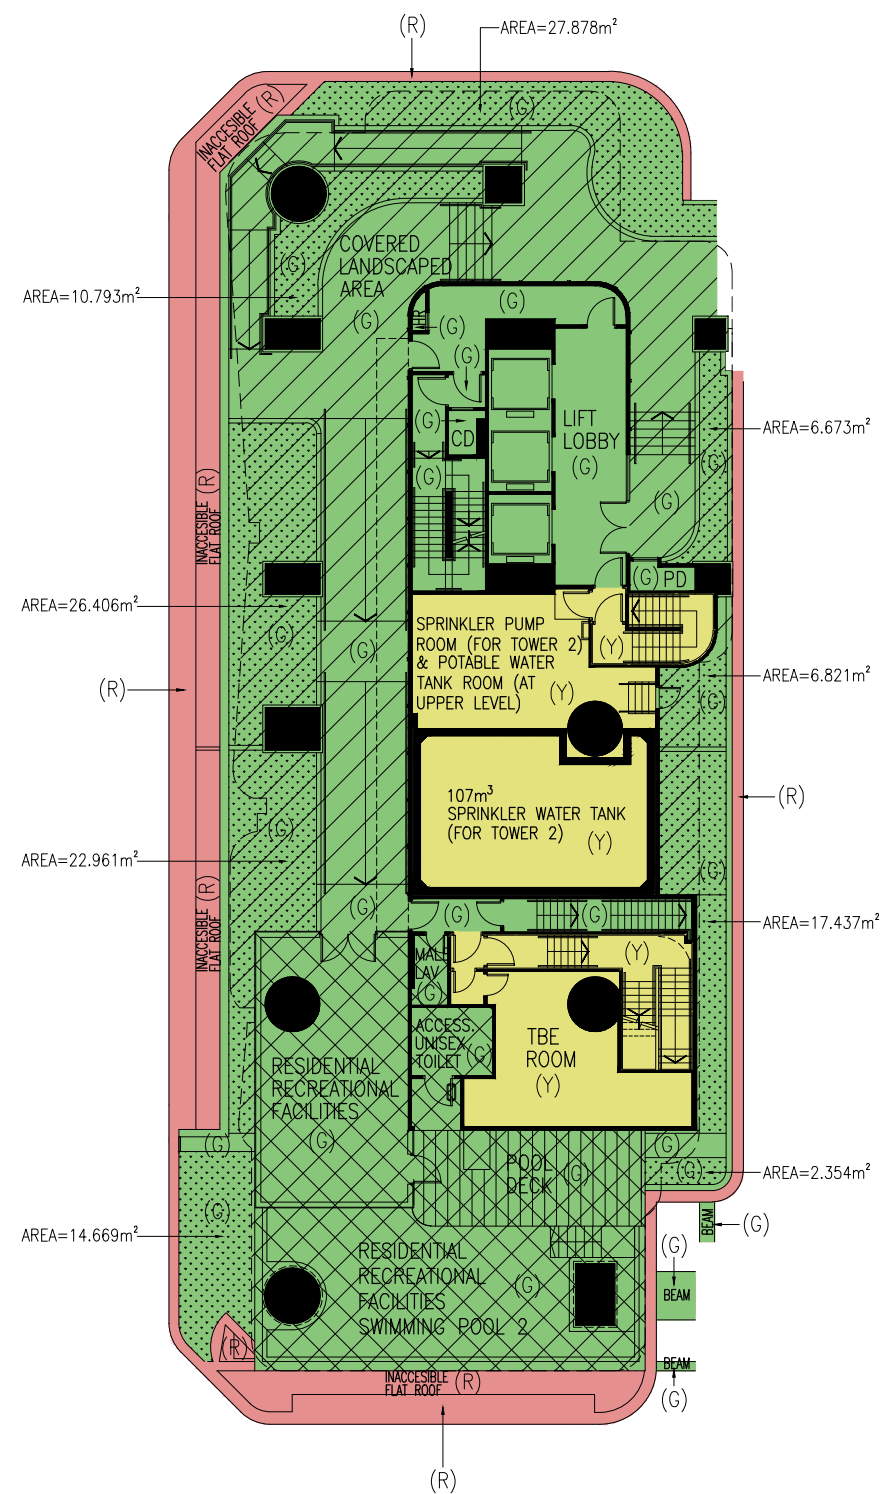 (R)
AREA=27.878m²
(R)
INACCESIBLE
FLAT ROOF
(G)
COVERED
LANDSCAPED
AREA
(G)
(G)
AREA=10.793m²
(G)
HR
(G)
(G)
(G)
CD
LIFT
LOBBY
(G)
AREA=6.673m²
(G)
(G)
(G)
INACCESIBLE
FLAT ROOF
(R)
(G) PD
AREA=26.406m²
(G)
SPRINKLER PUMP
ROOM (FOR TOWER 2)
& POTABLE WATER
TANK ROOM (AT
UPPER LEVEL)
(Y)
(Y)
(G)
AREA=6.821m²
(R)
(G)
107m³
SPRINKLER WATER TANK
(FOR TOWER 2)
(Y)
(R)
(G)
AREA=22.961m²
(G)
INACCESIBLE
FLAT ROOF
(R)
(G)
(G)
(G)
AREA=17.437m²
MALE
LAV
(G)
(Y)
ACCESS.
UNISEX
TOILET
(G)
TBE
ROOM
(Y)
RESIDENTIAL
RECREATIONAL
FACILITIES
(G)
(G)
(G)
POOL
DECK
(G)
(G)
AREA=2.354m²
(G)
AREA=14.669m²
BEAM
(G)
RESIDENTIAL
RECREATIONAL
FACILITIES
SWIMMING POOL 2
(G)
(G)
BEAM
(R)
BEAM
(G)
INACCESIBLE
FLAT ROOF
(R)
(R)